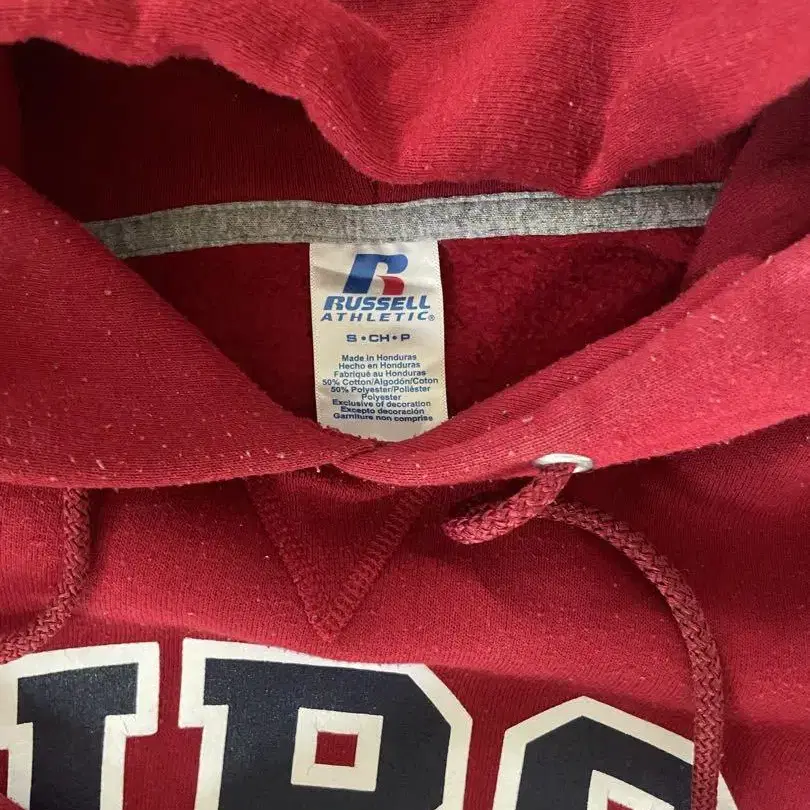 RUSSELL
ATHLETIC®
S•CH•P
Made in Honduras
Hecho en Honduras
Fabriqué au Honduras
50% Cotton/Algodón/Coton
50% Polyester/Poliéster
Polyester
Exclusive of decoration
Excepto decoración
Garniture non comprise